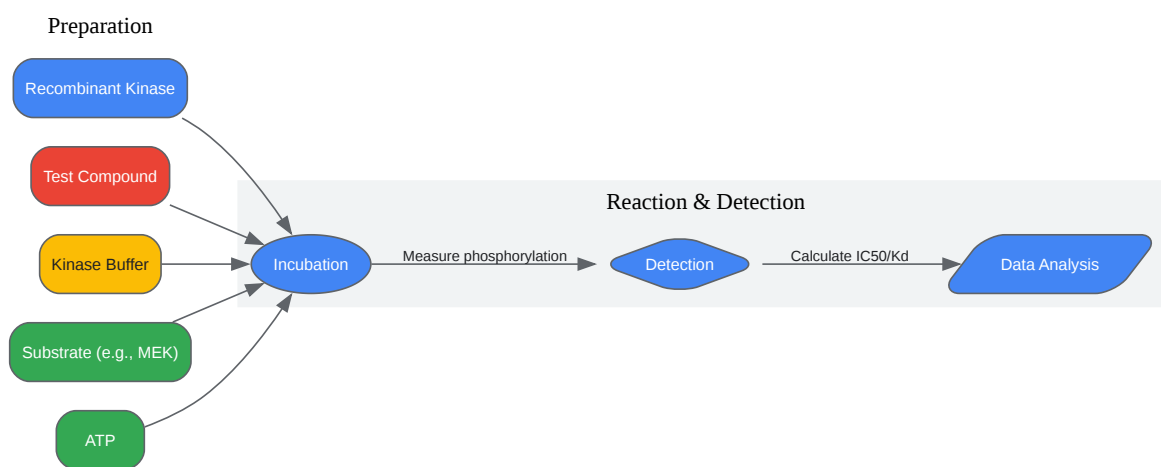 Preparation
Recombinant Kinase
Test Compound
Kinase Buffer
Substrate (e.g., MEK)
ATP
Reaction & Detection
Incubation
Measure phosphorylation
Detection
Calculate IC50/Kd
Data Analysis